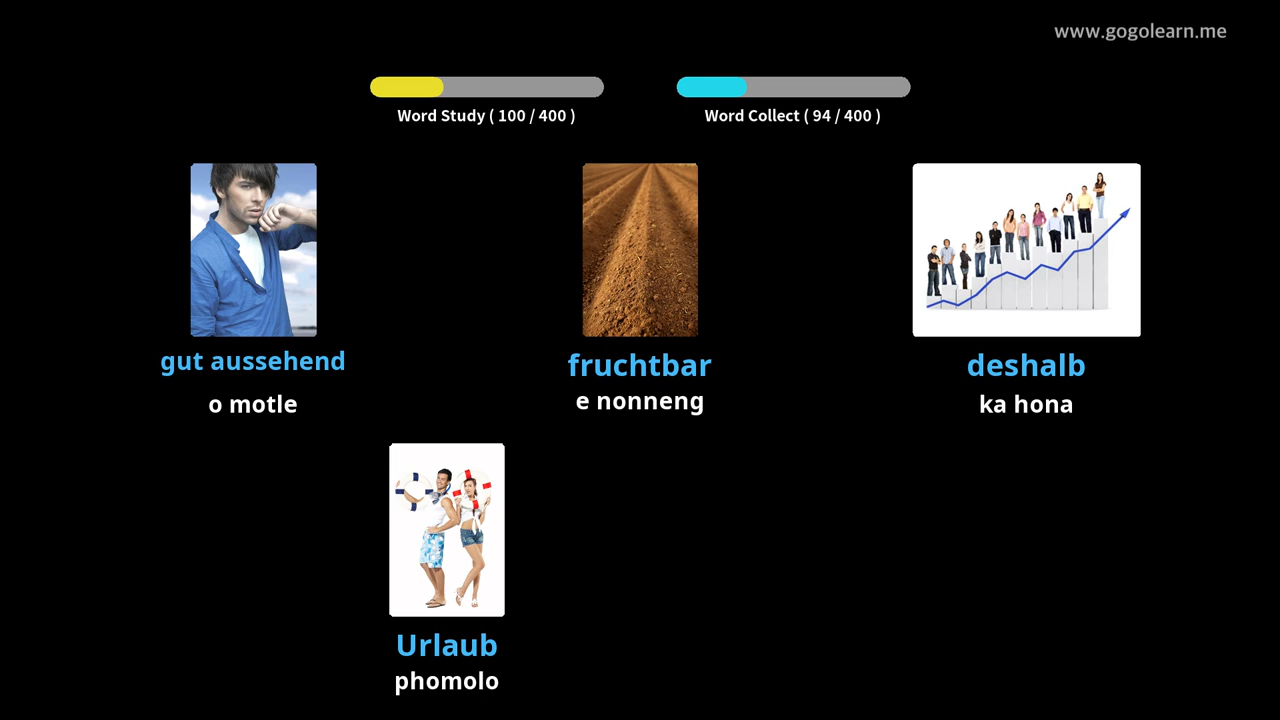 www.gogolearn.me
Word Study ( 100 / 400 )
Word Collect ( 94 / 400 )
gut aussehend
o motle
fruchtbar
e nonneng
deshalb
ka hona
Urlaub
phomolo